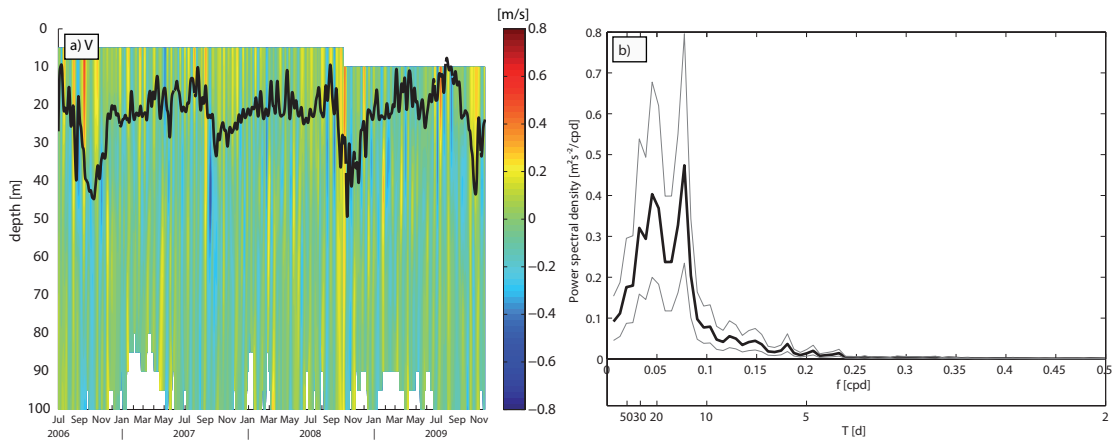 [m/s]
a) V
0
10
20
30
40
50
60
70
80
90
100
depth [m]
Jul Sep Nov Jan Mar May Jul Sep Nov Jan Mar May Jul Sep Nov Jan Mar May Jul Sep Nov
2006 | 2007 | 2008 | 2009
0.8
0.6
0.4
0.2
0
−0.2
−0.4
−0.6
−0.8
b)
0.8
0.7
0.6
0.5
0.4
0.3
0.2
0.1
0
Power spectral density [m²s⁻²/cpd]
0 0.05 0.1 0.15 0.2 0.25 0.3 0.35 0.4 0.45 0.5
f [cpd]
50 30 20 10 5 2
T [d]